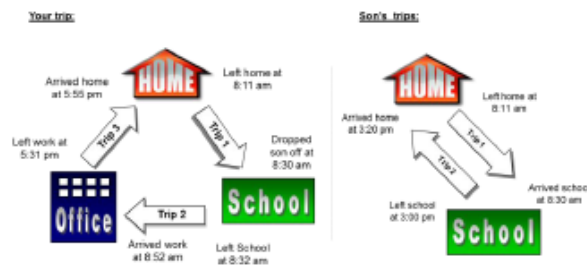 Your trip:
HOME
Arrived home
at 5:55 pm
Left home at
8:11 am
Left work at
5:31 pm
Trip 3
Trip 1
Dropped
son off at
8:30 am
Office
Trip 2
School
Arrived work
at 8:52 am
Left School
at 8:32 am
Son's trips:
HOME
Left home at
8:11 am
Arrived home
at 3:20 pm
Trip 1
Trip 2
Arrived school
at 8:30 am
Left school
at 3:00 pm
School